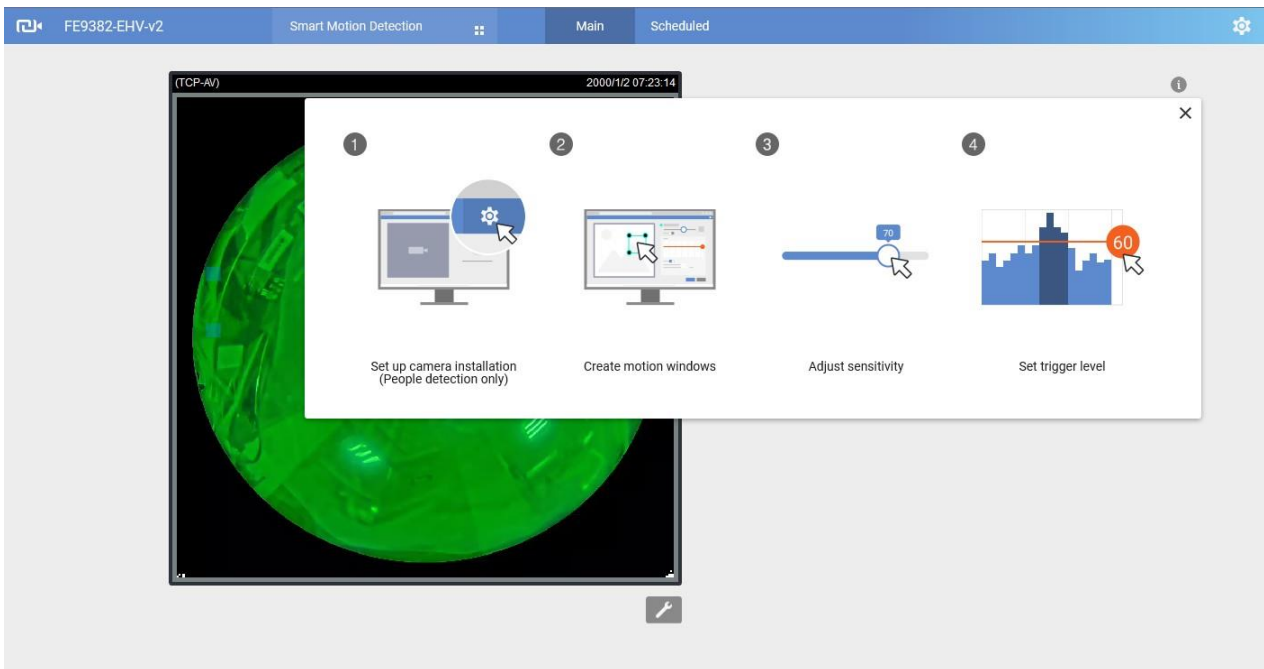 FE9382-EHV-v2
Smart Motion Detection
Main
Scheduled
(TCP-AV)
2000/1/2 07:23:14
1
2
3
4
70
60
Set up camera installation
(People detection only)
Create motion windows
Adjust sensitivity
Set trigger level